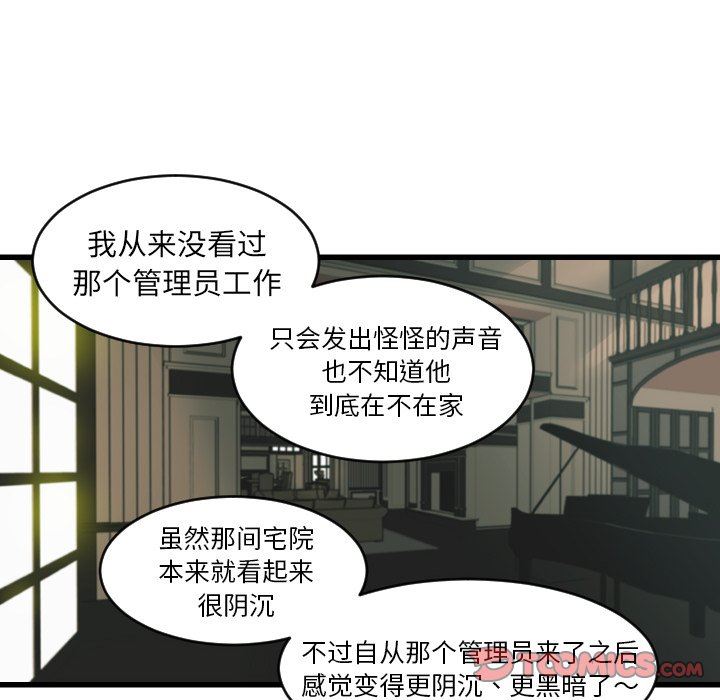 我从来没看过
那个管理员工作
只会发出怪怪的声音
也不知道他
到底在不在家
虽然那间宅院
本来就看起来
很阴沉
不过自从那个管理员来了之后
感觉变得更阴沉、更黑暗了～
TOOMICS.COM